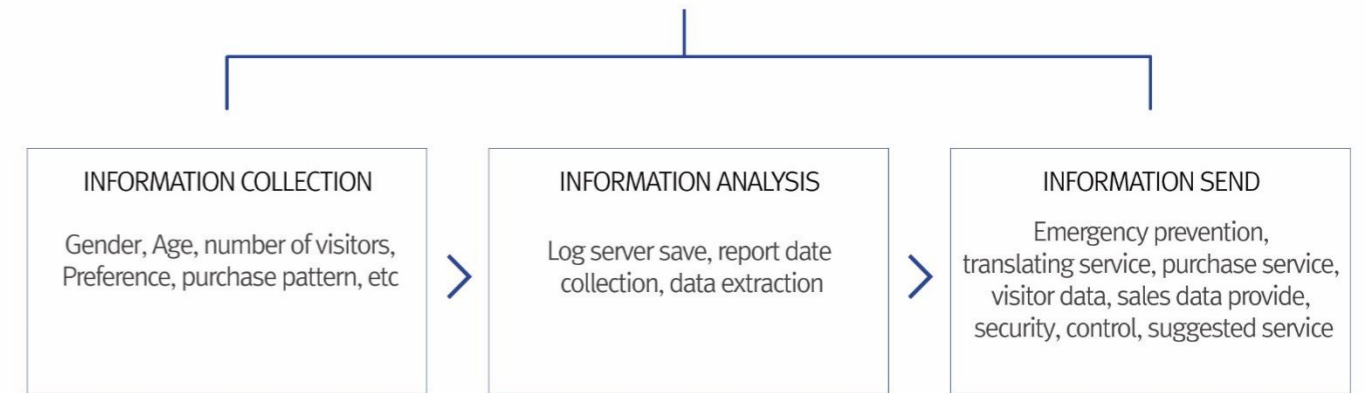 INFORMATION COLLECTION
Gender, Age, number of visitors,
Preference, purchase pattern, etc
INFORMATION ANALYSIS
Log server save, report date
collection, data extraction
INFORMATION SEND
Emergency prevention,
translating service, purchase service,
visitor data, sales data provide,
security, control, suggested service